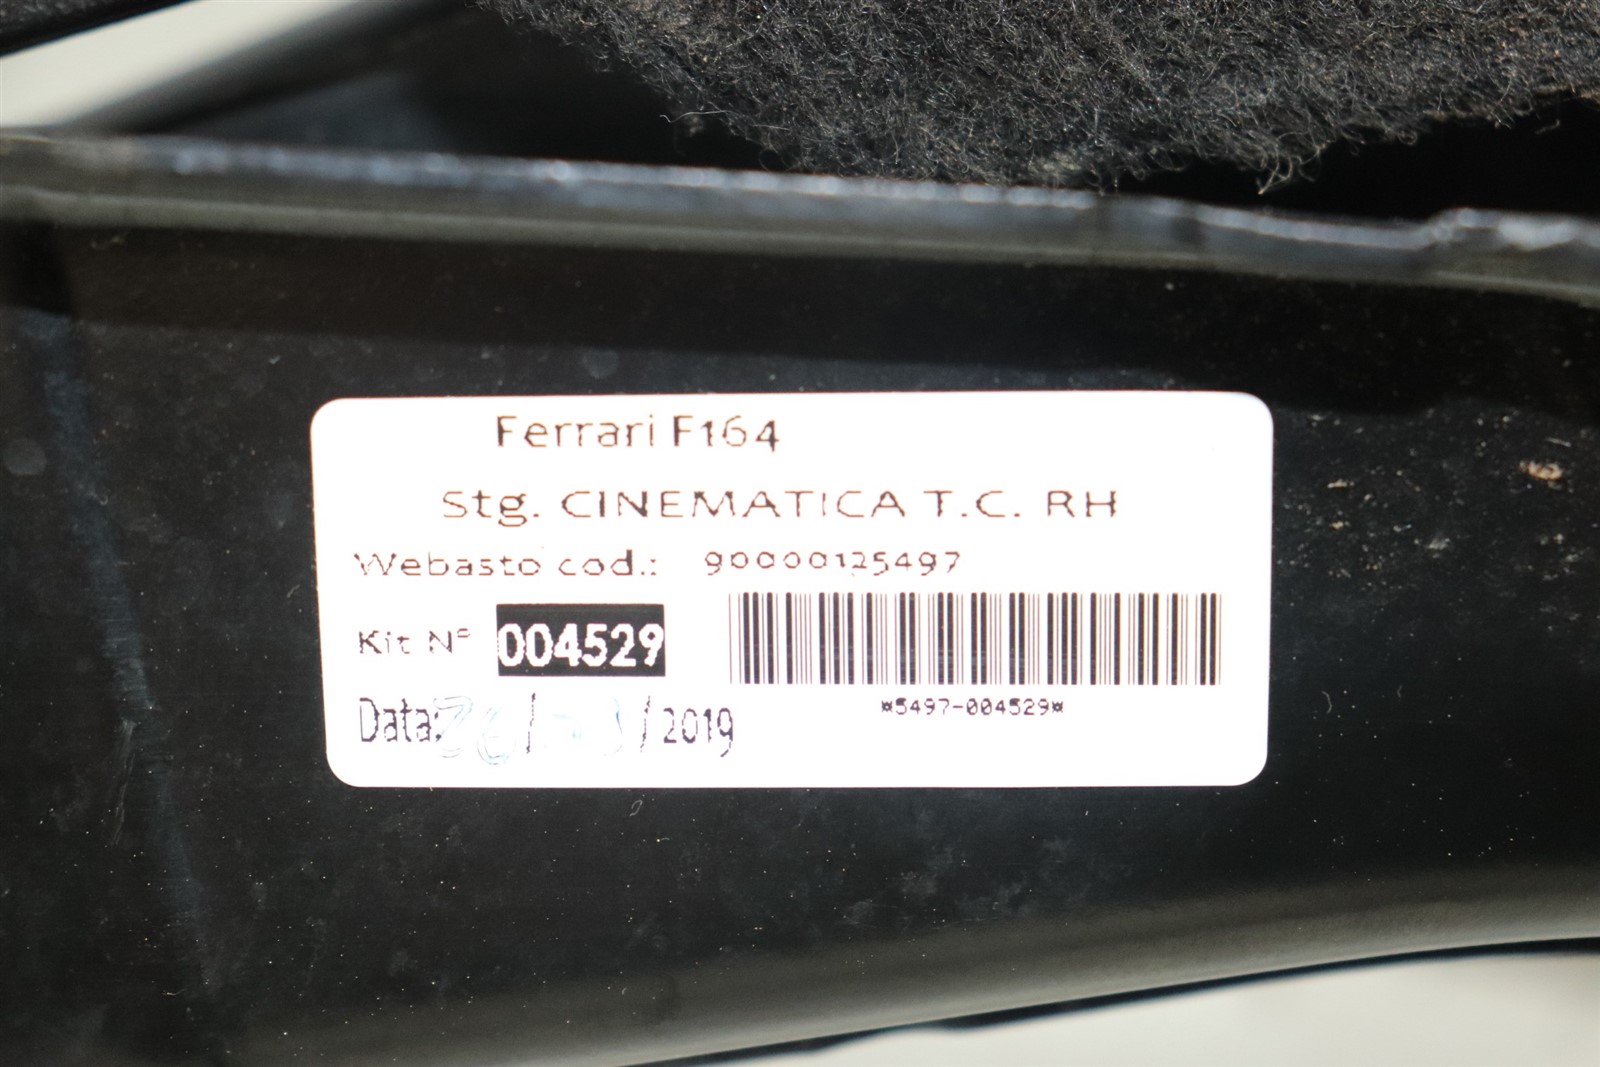 Ferrari F164
Stg. CINEMATICA T.C. RH
Webasto cod.: 90000125497
Kit N° 004529
*5497-004529*
Data: / /2019